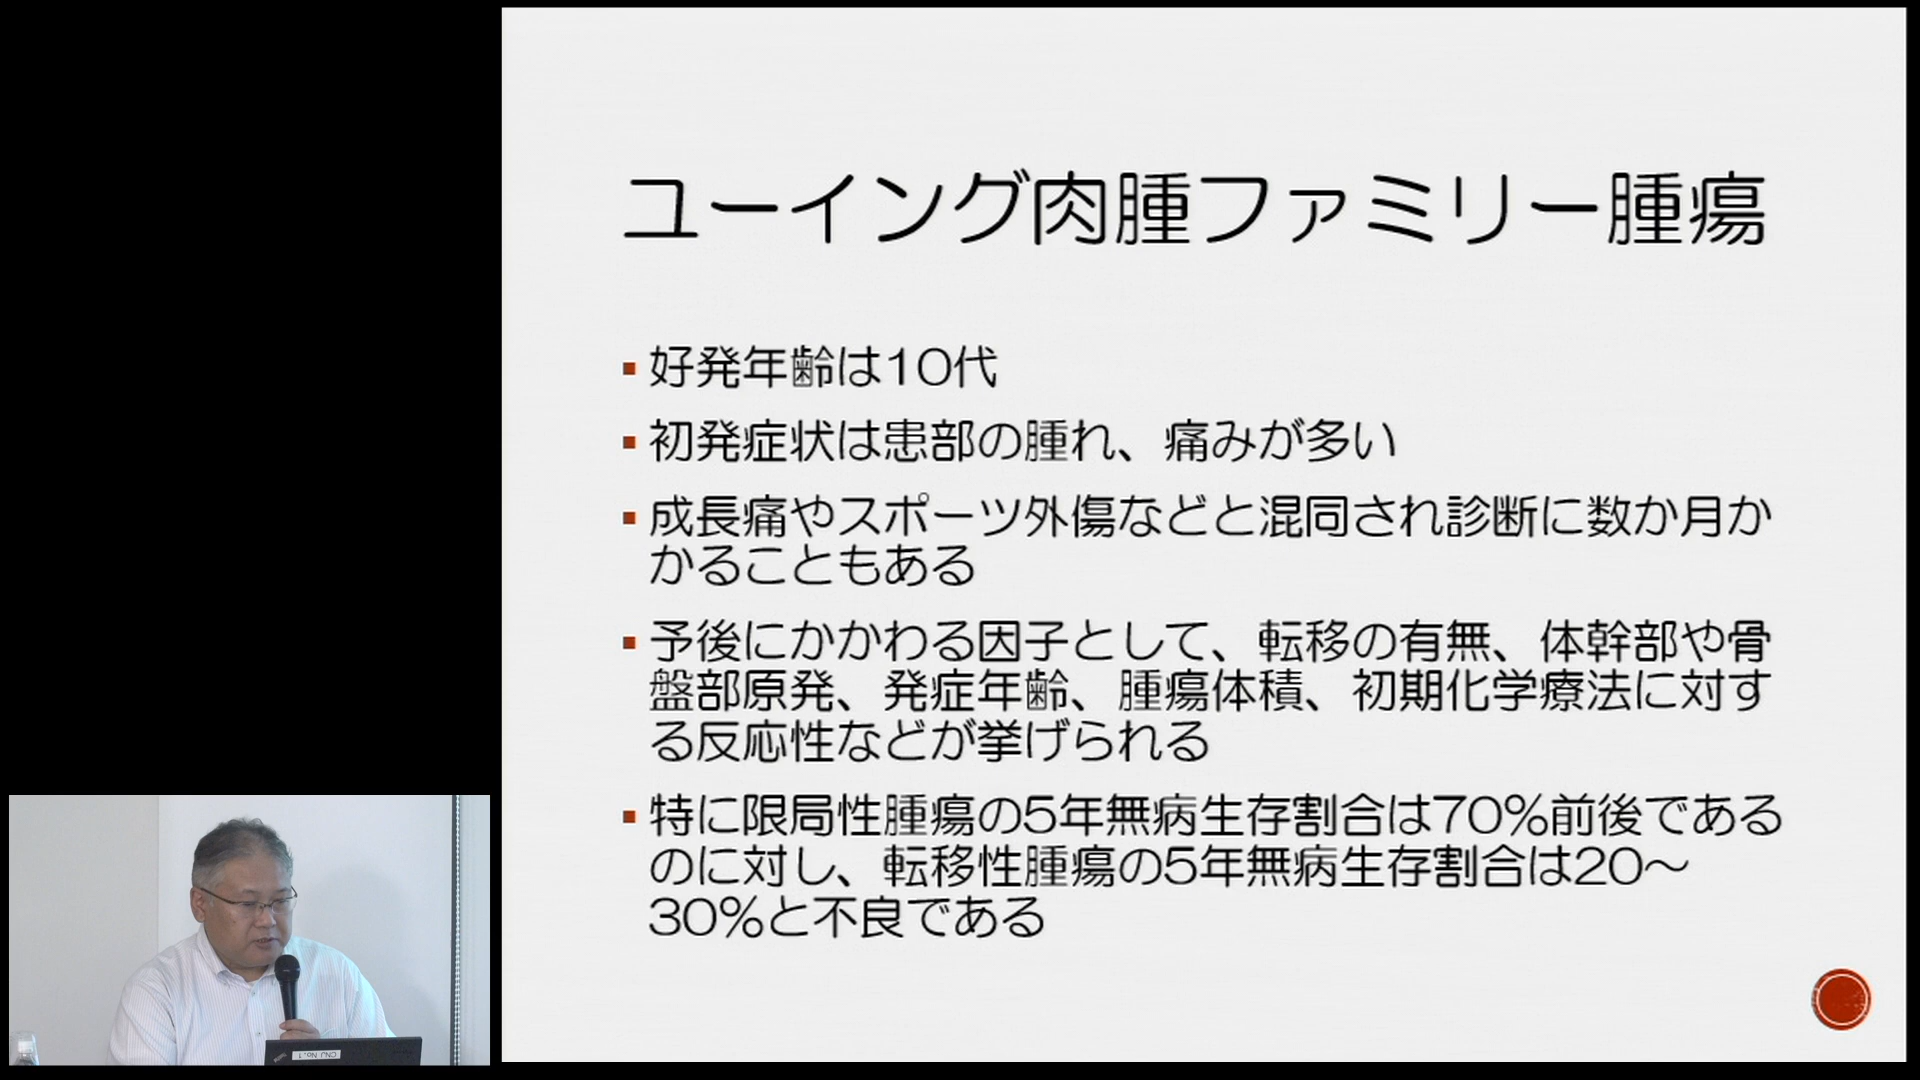 ユーイング肉腫ファミリー腫瘍
▪ 好発年齢は10代
▪ 初発症状は患部の腫れ、痛みが多い
▪ 成長痛やスポーツ外傷などと混同され診断に数か月か
かることもある
▪ 予後にかかわる因子として、転移の有無、体幹部や骨
盤部原発、発症年齢、腫瘍体積、初期化学療法に対す
る反応性などが挙げられる
▪ 特に限局性腫瘍の5年無病生存割合は70%前後である
のに対し、転移性腫瘍の5年無病生存割合は20～
30%と不良である
CNJ No.1